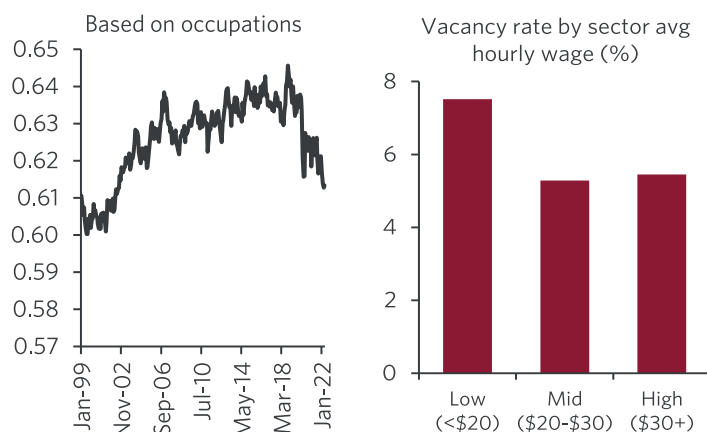 Based on occupations
0.65
0.64
0.63
0.62
0.61
0.60
0.59
0.58
0.57
Jan-99
Nov-02
Sep-06
Jul-10
May-14
Mar-18
Jan-22
Vacancy rate by sector avg
hourly wage (%)
8
6
4
2
0
Low
(<$20)
Mid
($20-$30)
High
($30+)